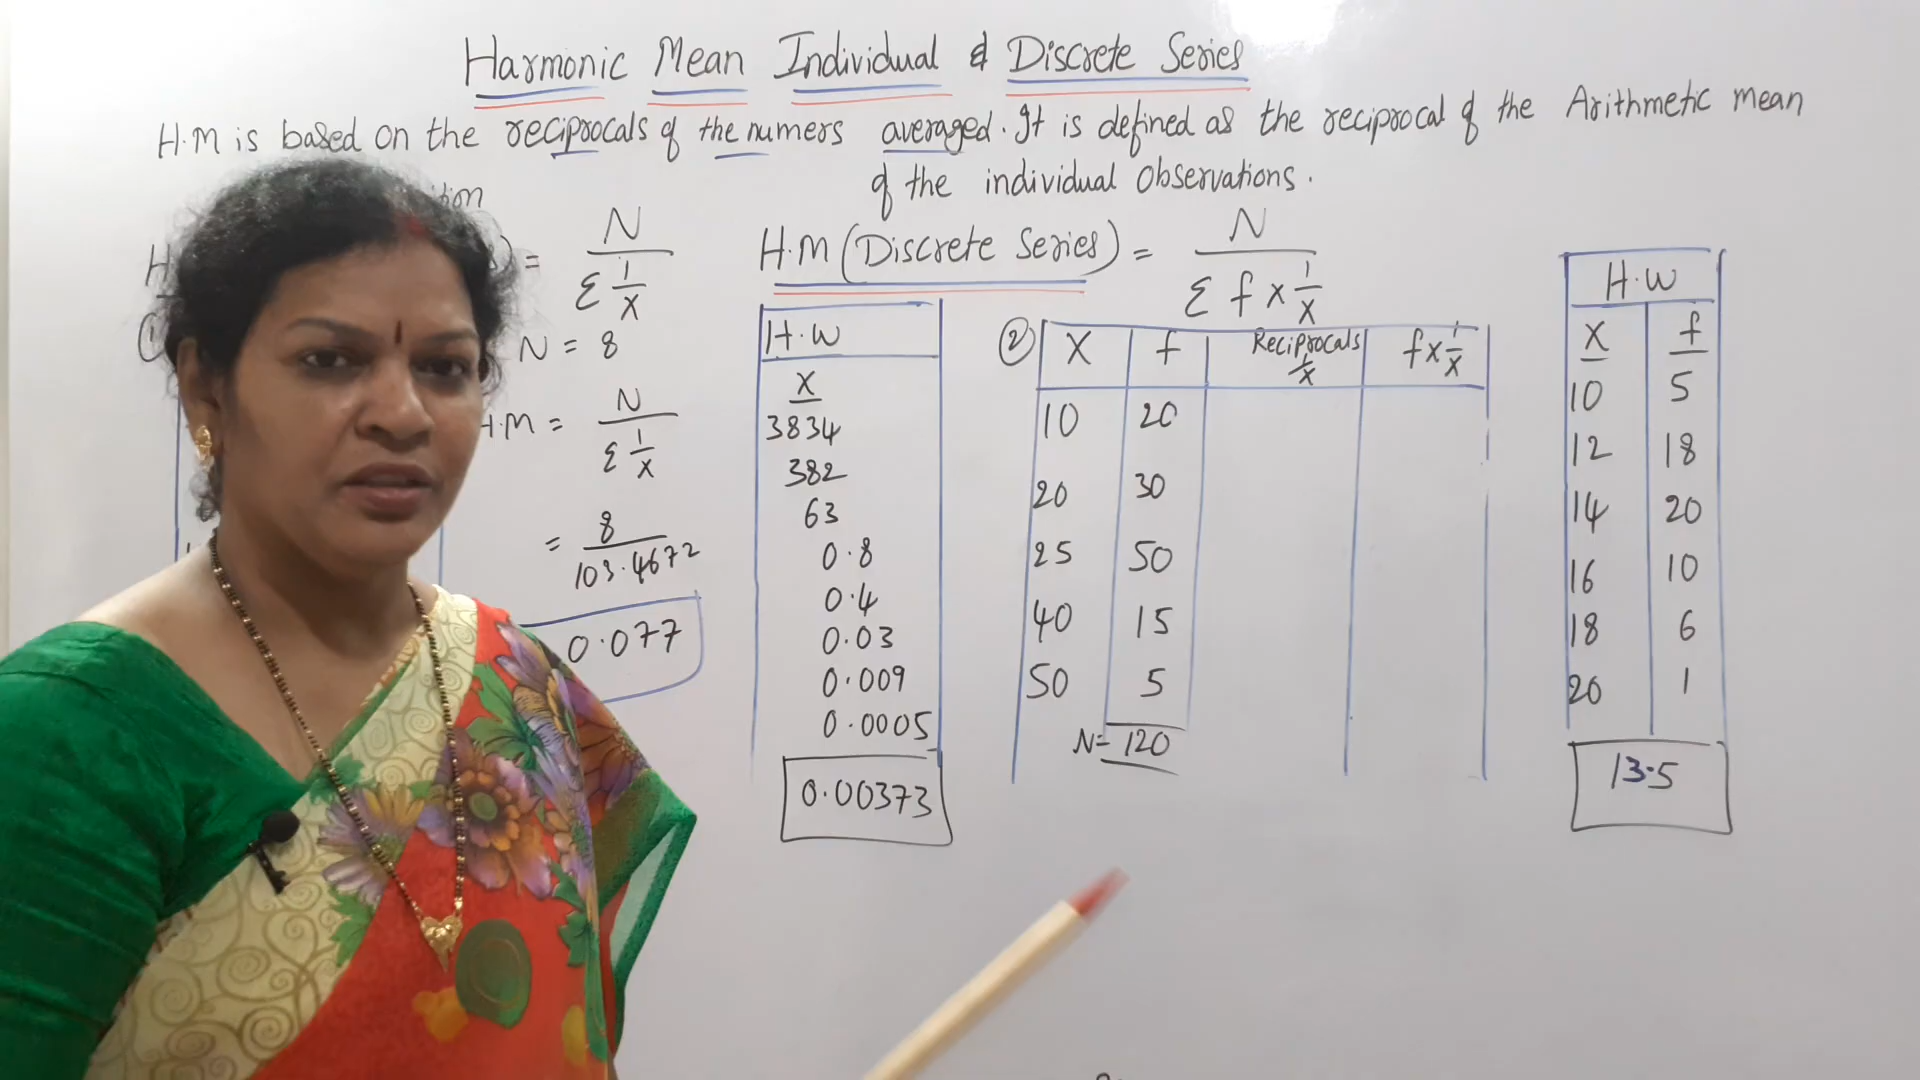 Harmonic Mean Individual & Discrete Series
H.M is based on the reciprocals of the numers averaged. It is defined as the reciprocal of the Arithmetic mean
of the individual Observations.
= N / Σ 1/X
N = 8
H.M = N / Σ 1/X
= 8 / 103.4672
0.077
H.M (Discrete Series) = N / Σ f x 1/X
H.W
X
3834
382
63
0.8
0.4
0.03
0.009
0.0005
0.00373
② X f Reciprocals 1/X f x 1/X
10 20
20 30
25 50
40 15
50 5
N = 120
H.W
X f
10 5
12 18
14 20
16 10
18 6
20 1
13.5